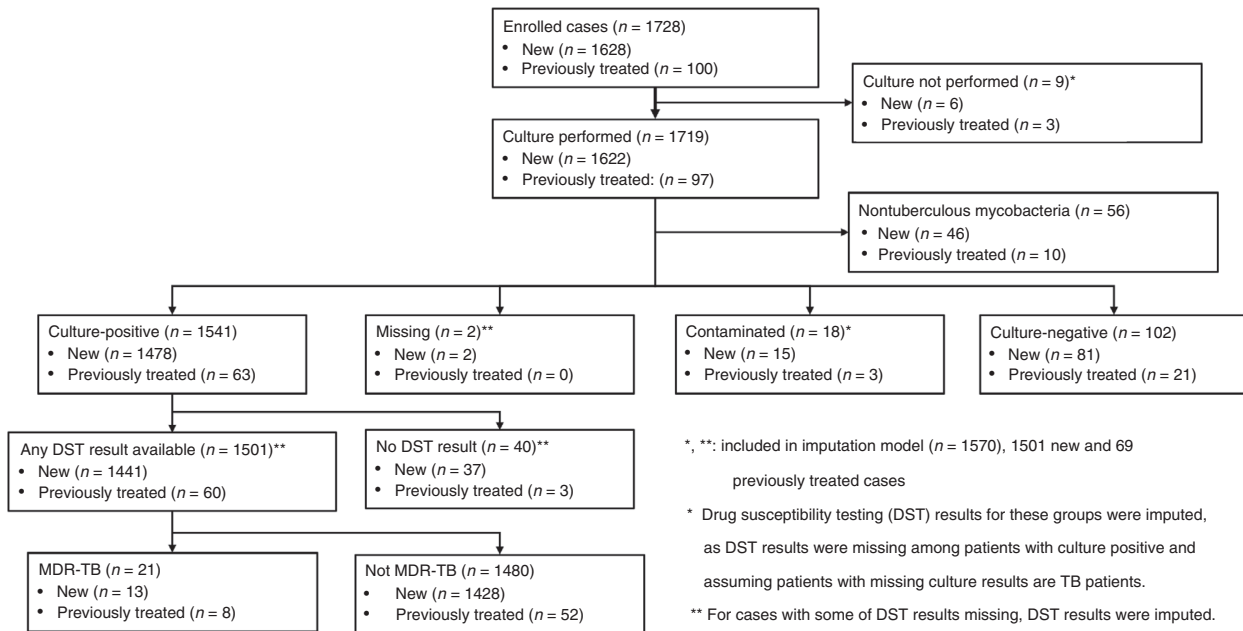 Enrolled cases (n = 1728)
• New (n = 1628)
• Previously treated (n = 100)
Culture not performed (n = 9)*
• New (n = 6)
• Previously treated (n = 3)
Culture performed (n = 1719)
• New (n = 1622)
• Previously treated: (n = 97)
Nontuberculous mycobacteria (n = 56)
• New (n = 46)
• Previously treated (n = 10)
Culture-positive (n = 1541)
• New (n = 1478)
• Previously treated (n = 63)
Missing (n = 2)**
• New (n = 2)
• Previously treated (n = 0)
Contaminated (n = 18)*
• New (n = 15)
• Previously treated (n = 3)
Culture-negative (n = 102)
• New (n = 81)
• Previously treated (n = 21)
Any DST result available (n = 1501)**
• New (n = 1441)
• Previously treated (n = 60)
No DST result (n = 40)**
• New (n = 37)
• Previously treated (n = 3)
MDR-TB (n = 21)
• New (n = 13)
• Previously treated (n = 8)
Not MDR-TB (n = 1480)
• New (n = 1428)
• Previously treated (n = 52)
*, **: included in imputation model (n = 1570), 1501 new and 69
previously treated cases
* Drug susceptibility testing (DST) results for these groups were imputed,
as DST results were missing among patients with culture positive and
assuming patients with missing culture results are TB patients.
** For cases with some of DST results missing, DST results were imputed.